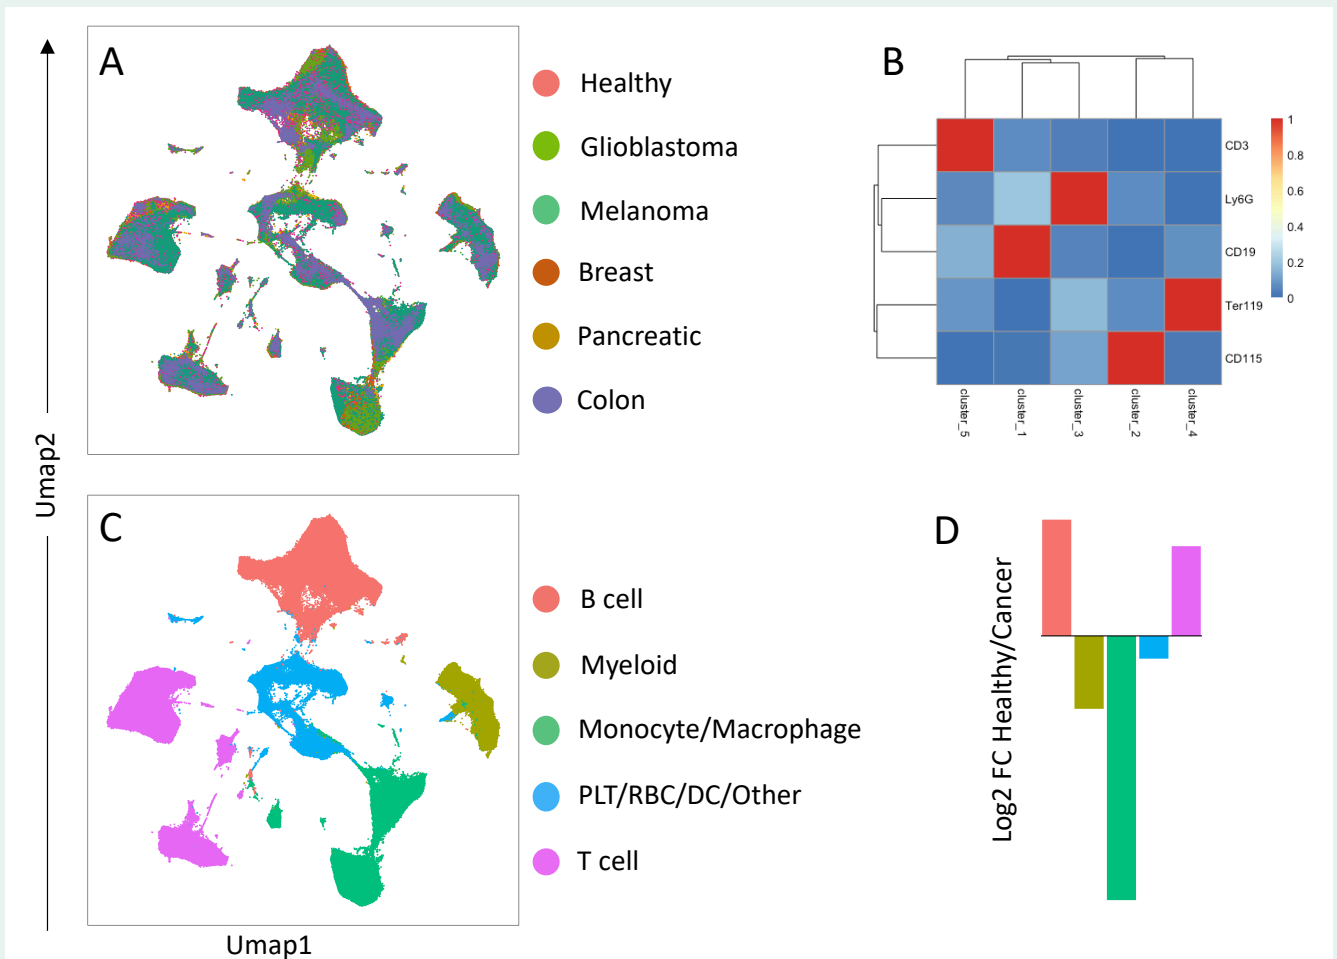 A
Healthy
Glioblastoma
Melanoma
Breast
Pancreatic
Colon
B
CD3
Ly6G
CD19
Ter119
CD115
1
0.8
0.6
0.4
0.2
0
cluster_5
cluster_1
cluster_3
cluster_2
cluster_4
Umap2
C
B cell
Myeloid
Monocyte/Macrophage
PLT/RBC/DC/Other
T cell
Umap1
D
Log2 FC Healthy/Cancer